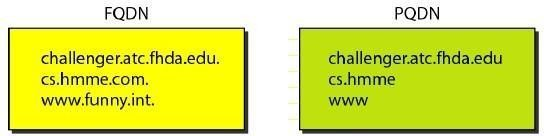 FQDN
challenger.atc.fhda.edu.
cs.hmme.com.
www.funny.int.
PQDN
challenger.atc.fhda.edu
cs.hmme
www